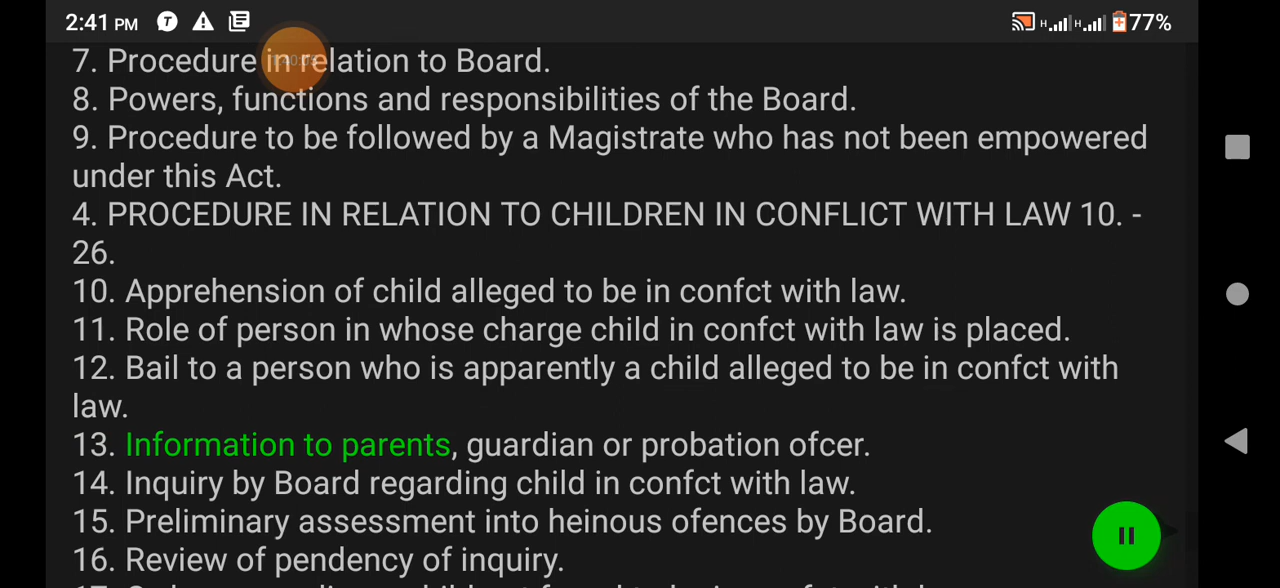 2:41 PM
H H 77%
7. Procedure in relation to Board.
8. Powers, functions and responsibilities of the Board.
9. Procedure to be followed by a Magistrate who has not been empowered
under this Act.
4. PROCEDURE IN RELATION TO CHILDREN IN CONFLICT WITH LAW 10. -
26.
10. Apprehension of child alleged to be in confct with law.
11. Role of person in whose charge child in confct with law is placed.
12. Bail to a person who is apparently a child alleged to be in confct with
law.
13. Information to parents, guardian or probation ofcer.
14. Inquiry by Board regarding child in confct with law.
15. Preliminary assessment into heinous ofences by Board.
16. Review of pendency of inquiry.